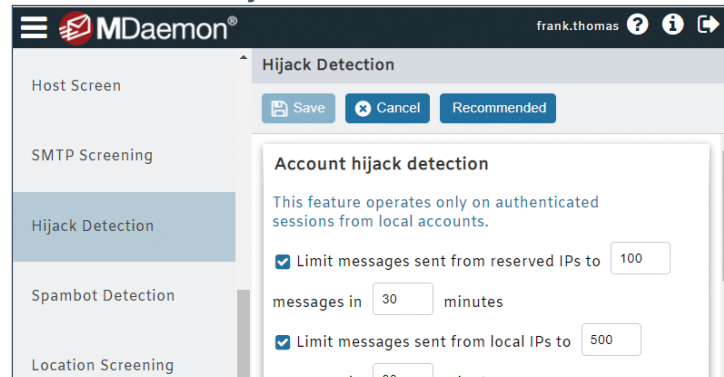 MDaemon®
frank.thomas
Host Screen
SMTP Screening
Hijack Detection
Spambot Detection
Location Screening
Hijack Detection
Save Cancel Recommended
Account hijack detection
This feature operates only on authenticated
sessions from local accounts.
Limit messages sent from reserved IPs to 100
messages in 30 minutes
Limit messages sent from local IPs to 500